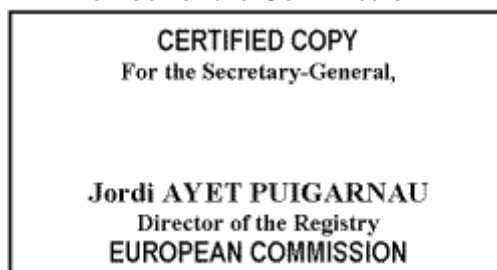 CERTIFIED COPY
For the Secretary-General,
Jordi AYET PUIGARNAU
Director of the Registry
EUROPEAN COMMISSION